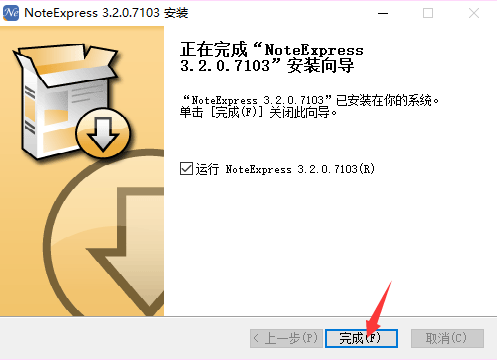 Ne NoteExpress 3.2.0.7103 安装
正在完成“NoteExpress
3.2.0.7103”安装向导
“NoteExpress 3.2.0.7103”已安装在你的系统。
单击 [完成(F)] 关闭此向导。
运行 NoteExpress 3.2.0.7103(R)
< 上一步(P) 完成(F) 取消(C)